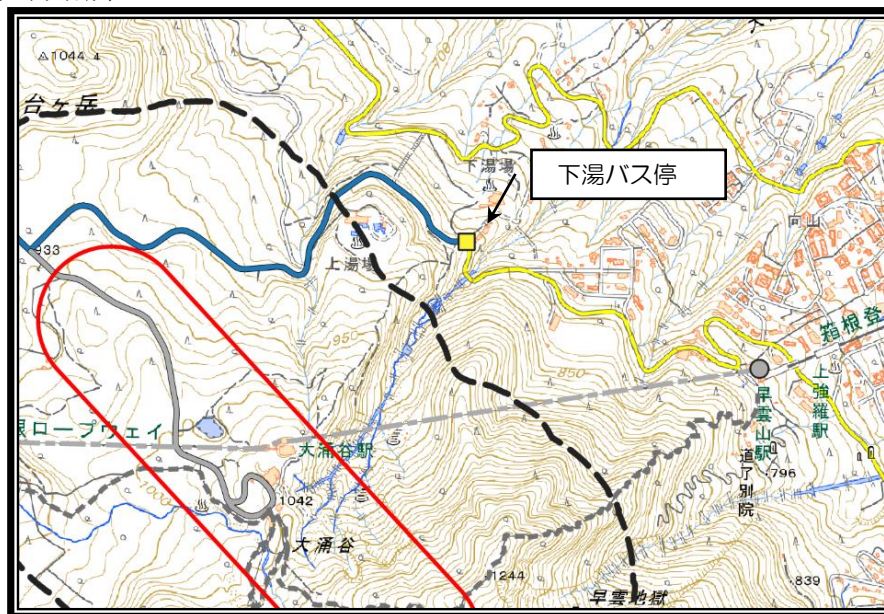 1044.4
台ヶ岳
700
下湯場
下湯バス停
向山
933
上湯場
950
850
箱根登
上強羅駅
早雲山駅
道了別院
796
根ロープウェイ
大涌谷駅
1000
1042
大涌谷
1244
早雲地獄
839